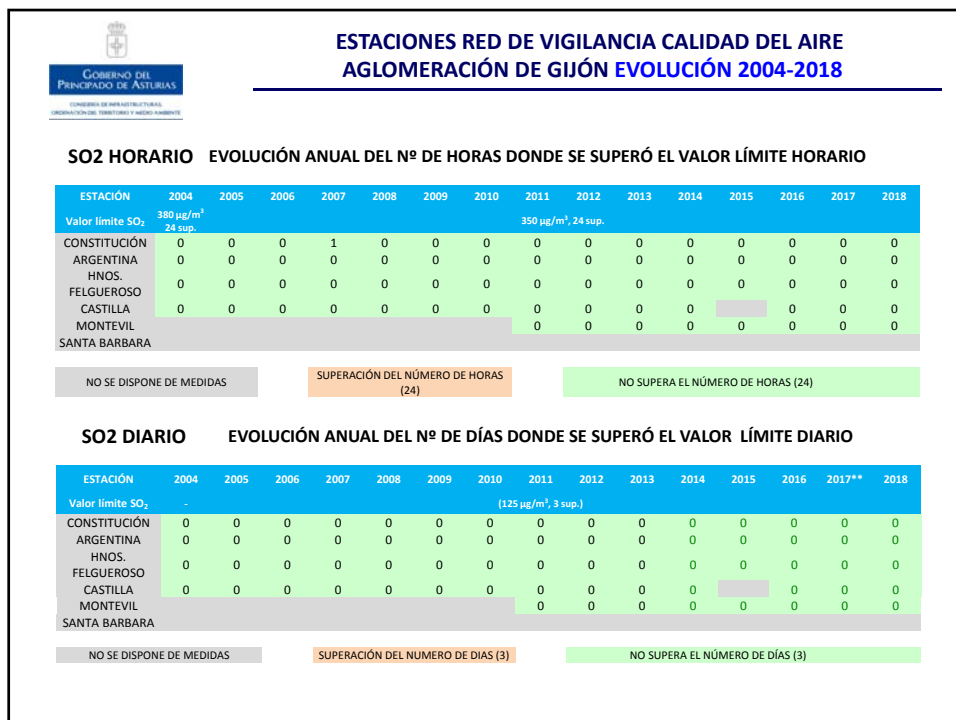 GOBIERNO DEL
PRINCIPADO DE ASTURIAS
CONSEJERÍA DE INFRAESTRUCTURAS,
ORDENACIÓN DEL TERRITORIO Y MEDIO AMBIENTE
ESTACIONES RED DE VIGILANCIA CALIDAD DEL AIRE
AGLOMERACIÓN DE GIJÓN EVOLUCIÓN 2004-2018
SO2 HORARIO EVOLUCIÓN ANUAL DEL Nº DE HORAS DONDE SE SUPERÓ EL VALOR LÍMITE HORARIO
ESTACIÓN 2004 2005 2006 2007 2008 2009 2010 2011 2012 2013 2014 2015 2016 2017 2018
Valor límite SO₂ 380 µg/m³ 24 sup. 350 µg/m³, 24 sup.
CONSTITUCIÓN 0 0 0 1 0 0 0 0 0 0 0 0 0 0 0
ARGENTINA 0 0 0 0 0 0 0 0 0 0 0 0 0 0 0
HNOS.
FELGUEROSO 0 0 0 0 0 0 0 0 0 0 0 0 0 0 0
CASTILLA 0 0 0 0 0 0 0 0 0 0 0 0 0 0
MONTEVIL 0 0 0 0 0 0 0 0
SANTA BARBARA
NO SE DISPONE DE MEDIDAS
SUPERACIÓN DEL NÚMERO DE HORAS
(24)
NO SUPERA EL NÚMERO DE HORAS (24)
SO2 DIARIO EVOLUCIÓN ANUAL DEL Nº DE DÍAS DONDE SE SUPERÓ EL VALOR LÍMITE DIARIO
ESTACIÓN 2004 2005 2006 2007 2008 2009 2010 2011 2012 2013 2014 2015 2016 2017** 2018
Valor límite SO₂ - (125 µg/m³, 3 sup.)
CONSTITUCIÓN 0 0 0 0 0 0 0 0 0 0 0 0 0 0 0
ARGENTINA 0 0 0 0 0 0 0 0 0 0 0 0 0 0 0
HNOS.
FELGUEROSO 0 0 0 0 0 0 0 0 0 0 0 0 0 0 0
CASTILLA 0 0 0 0 0 0 0 0 0 0 0 0 0 0
MONTEVIL 0 0 0 0 0 0 0 0
SANTA BARBARA
NO SE DISPONE DE MEDIDAS
SUPERACIÓN DEL NUMERO DE DIAS (3)
NO SUPERA EL NÚMERO DE DÍAS (3)